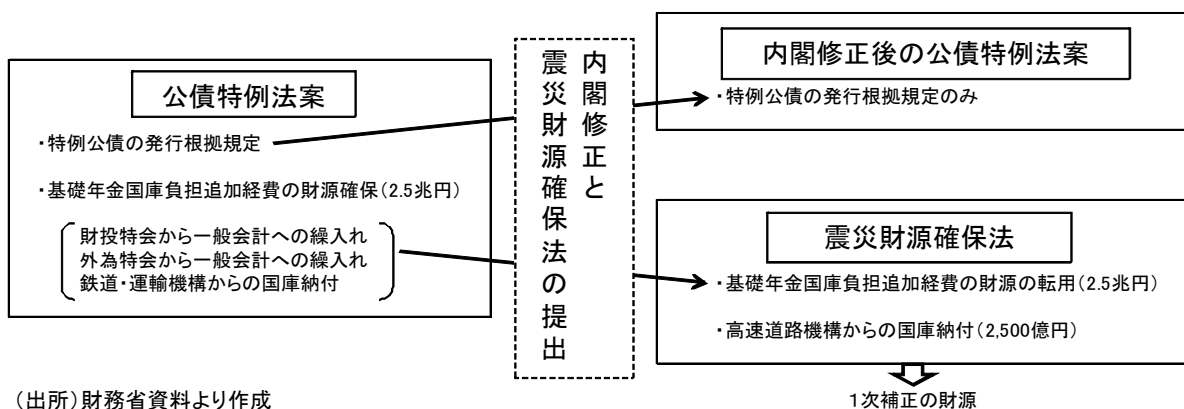 公債特例法案
・特例公債の発行根拠規定
・基礎年金国庫負担追加経費の財源確保(2.5兆円)
財投特会から一般会計への繰入れ
外為特会から一般会計への繰入れ
鉄道・運輸機構からの国庫納付
内閣修正と
震災財源確保法の提出
内閣修正後の公債特例法案
・特例公債の発行根拠規定のみ
震災財源確保法
・基礎年金国庫負担追加経費の財源の転用(2.5兆円)
・高速道路機構からの国庫納付(2,500億円)
1次補正の財源
(出所)財務省資料より作成